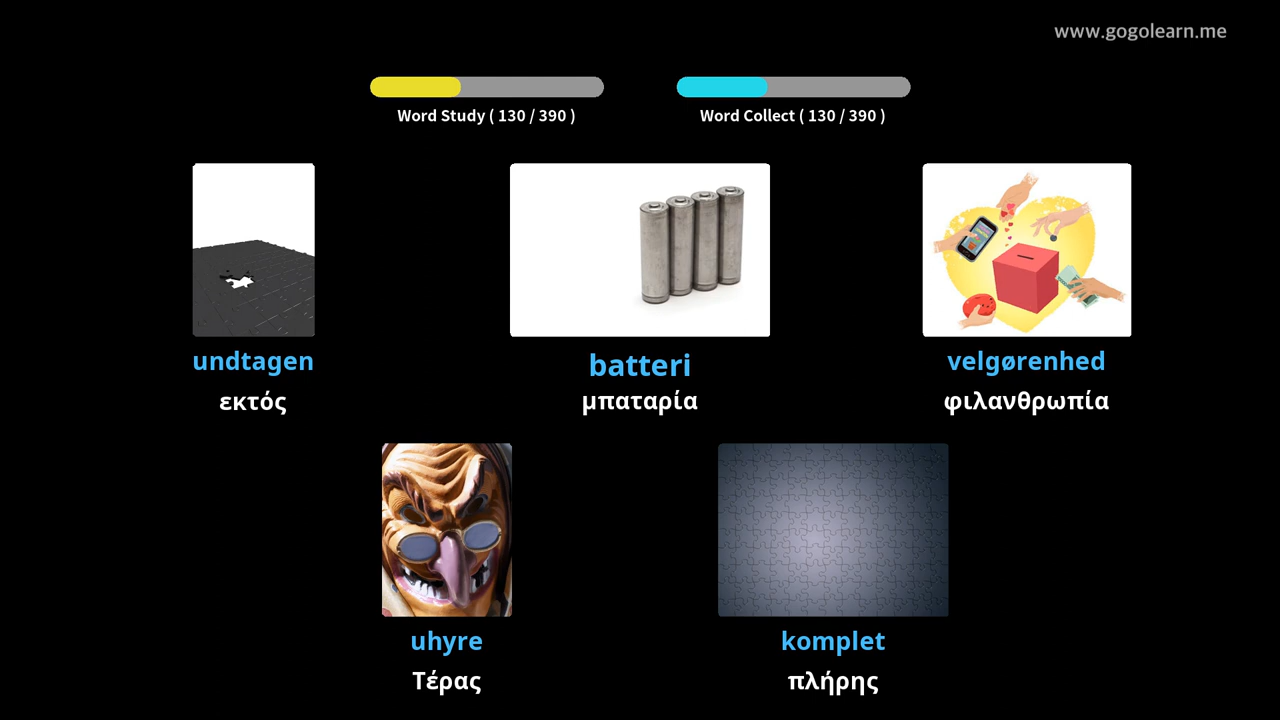 www.gogolearn.me
Word Study ( 130 / 390 )
Word Collect ( 130 / 390 )
undtagen
εκτός
batteri
μπαταρία
velgørenhed
φιλανθρωπία
uhyre
Τέρας
komplet
πλήρης